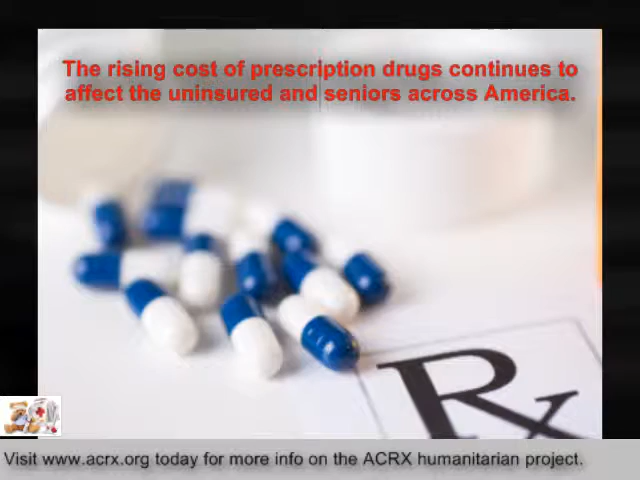 The rising cost of prescription drugs continues to
affect the uninsured and seniors across America.
Rx
Visit www.acrx.org today for more info on the ACRX humanitarian project.